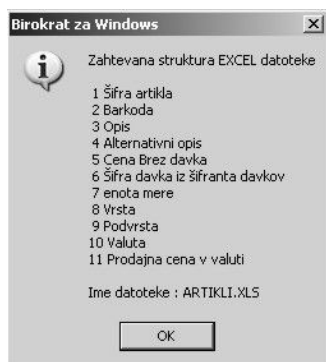 Birokrat za Windows
Zahtevana struktura EXCEL datoteke
1 Šifra artikla
2 Barkoda
3 Opis
4 Alternativni opis
5 Cena Brez davka
6 Šifra davka iz šifranta davkov
7 enota mere
8 Vrsta
9 Podvrsta
10 Valuta
11 Prodajna cena v valuti
Ime datoteke : ARTIKLI.XLS
OK